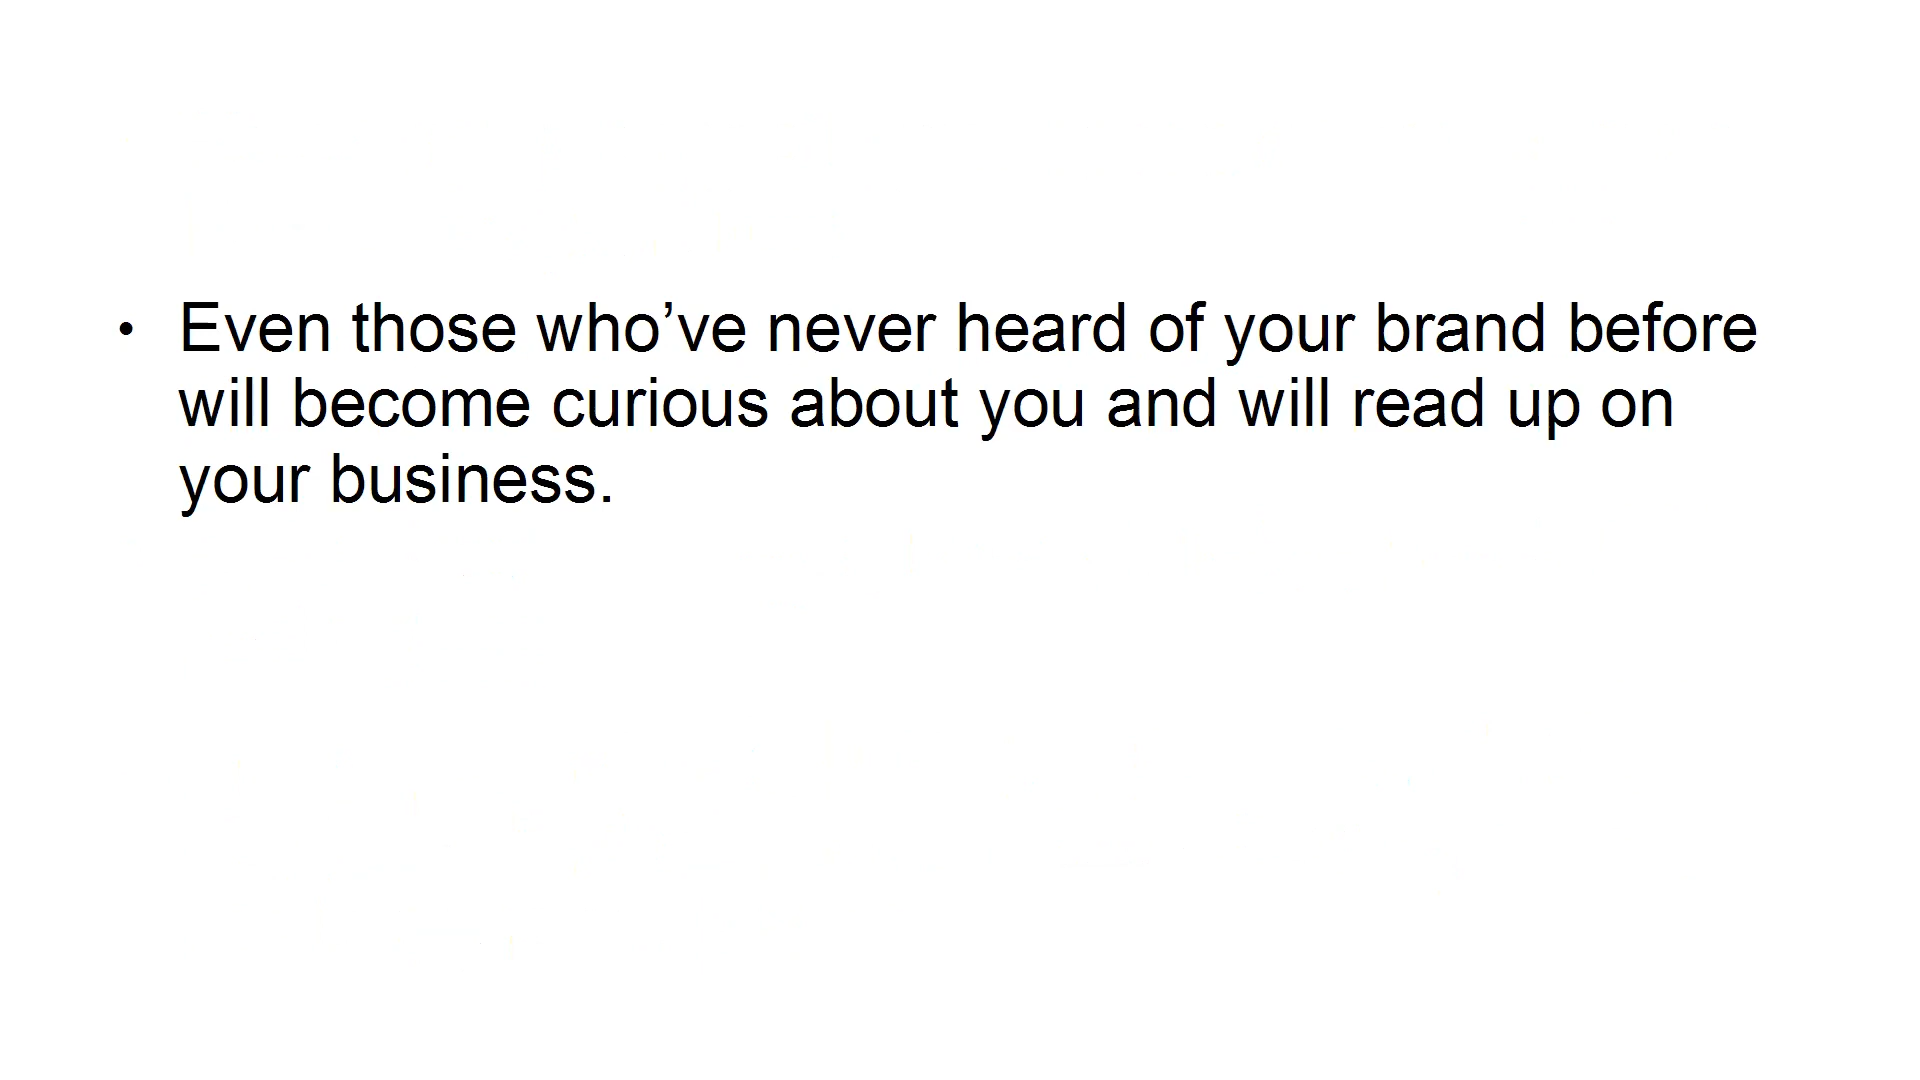 • Even those who’ve never heard of your brand before
will become curious about you and will read up on
your business.